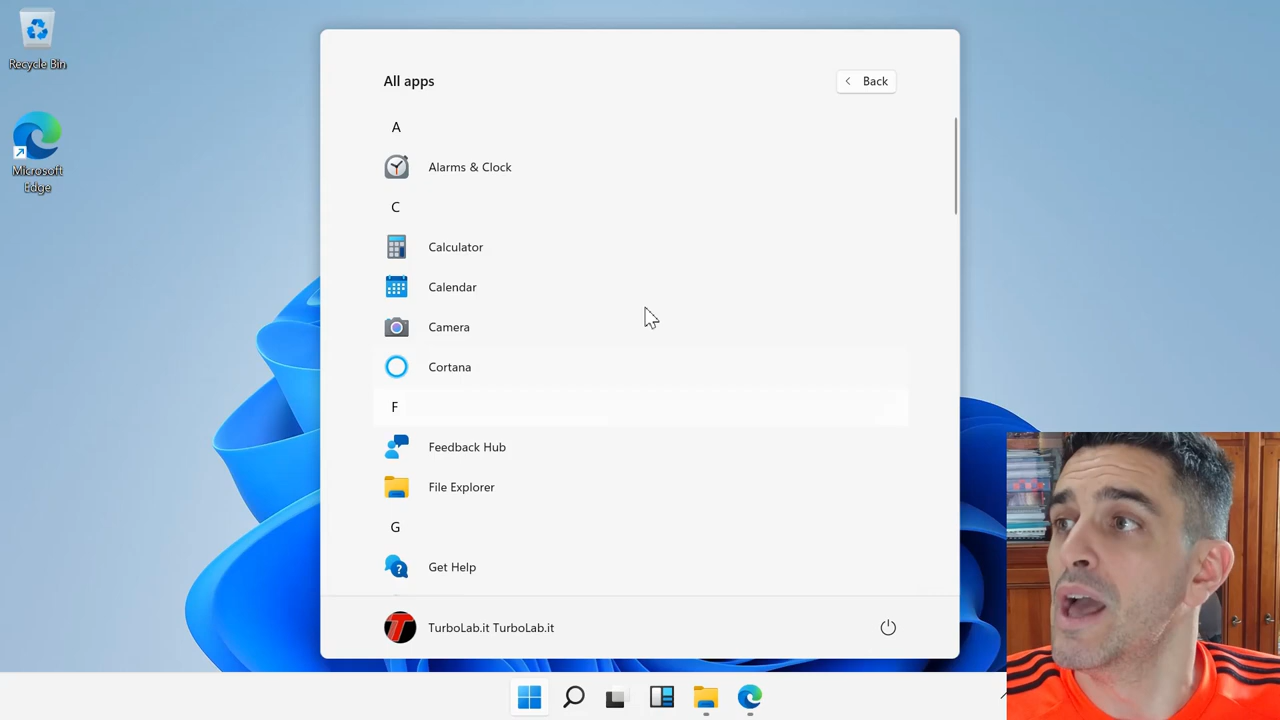 Recycle Bin
Microsoft
Edge
All apps
Back
A
Alarms & Clock
C
Calculator
Calendar
Camera
Cortana
F
Feedback Hub
File Explorer
G
Get Help
TurboLab.it TurboLab.it